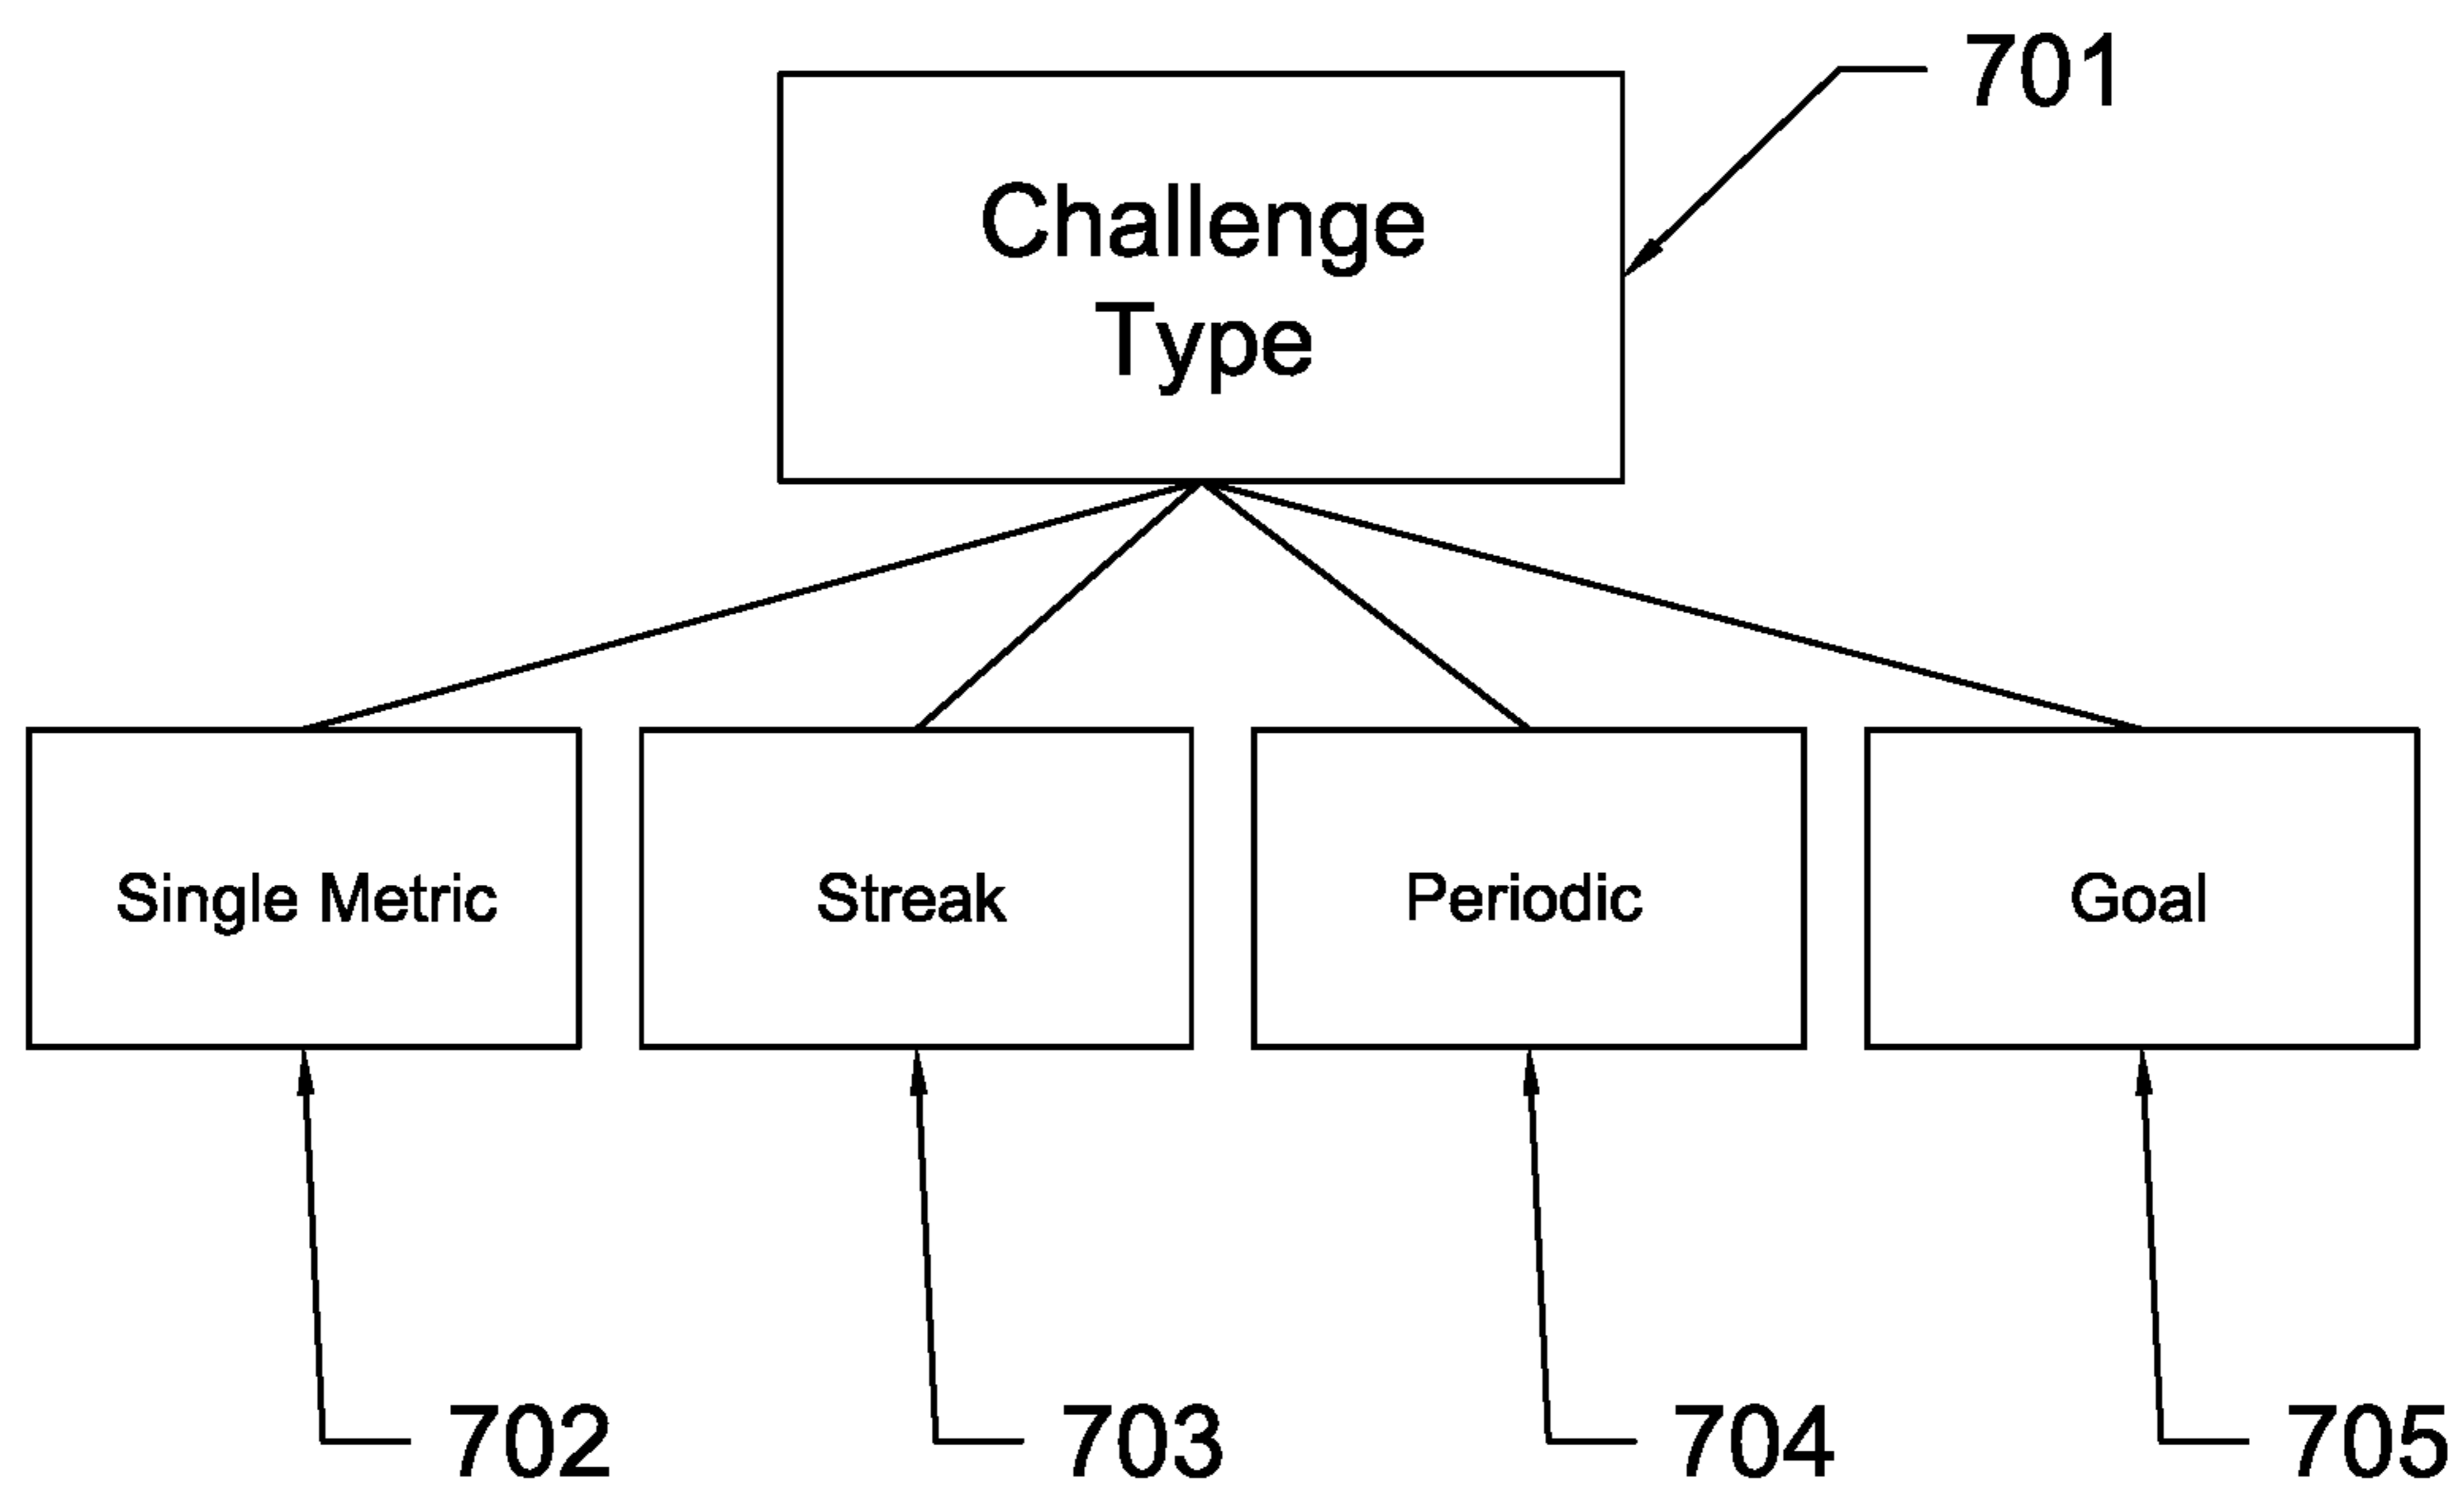 701
Challenge
Type
Single Metric
Streak
Periodic
Goal
702
703
704
705